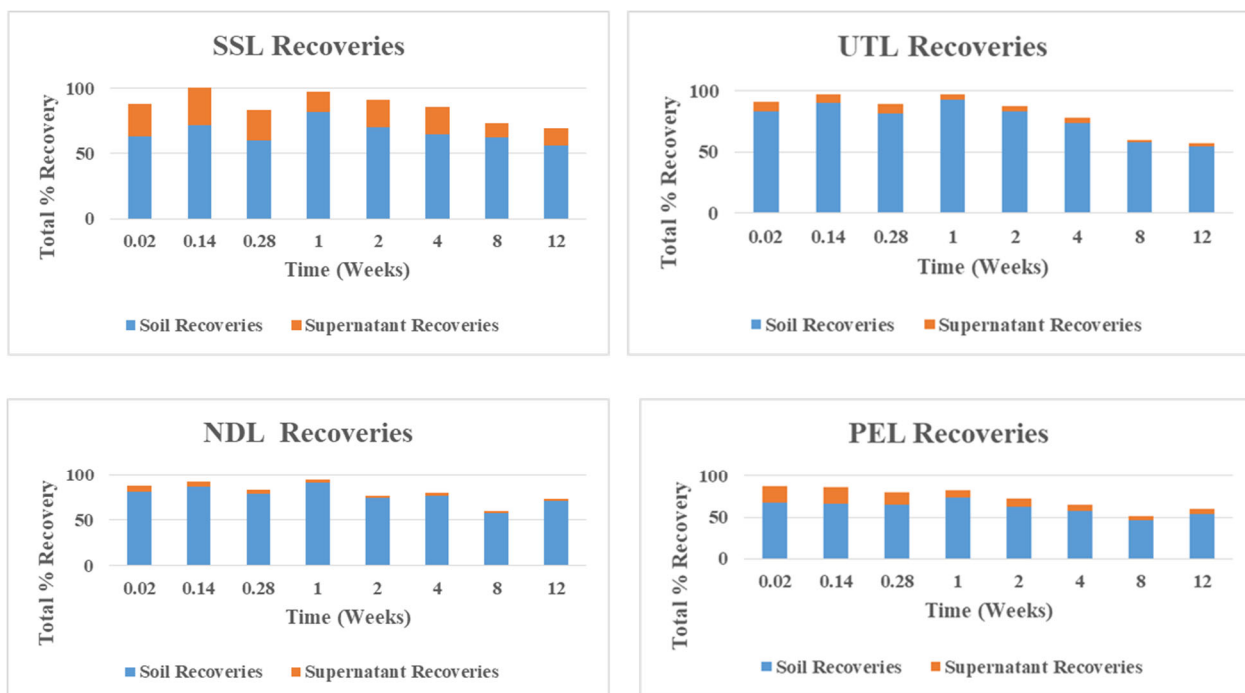 SSL Recoveries
Total % Recovery
100
50
0
0.02 0.14 0.28 1 2 4 8 12
Time (Weeks)
Soil Recoveries Supernatant Recoveries
UTL Recoveries
Total % Recovery
100
50
0
0.02 0.14 0.28 1 2 4 8 12
Time (Weeks)
Soil Recoveries Supernatant Recoveries
NDL Recoveries
Total % Recovery
100
50
0
0.02 0.14 0.28 1 2 4 8 12
Time (Weeks)
Soil Recoveries Supernatant Recoveries
PEL Recoveries
Total % Recovery
100
50
0
0.02 0.14 0.28 1 2 4 8 12
Time (Weeks)
Soil Recoveries Supernatant Recoveries